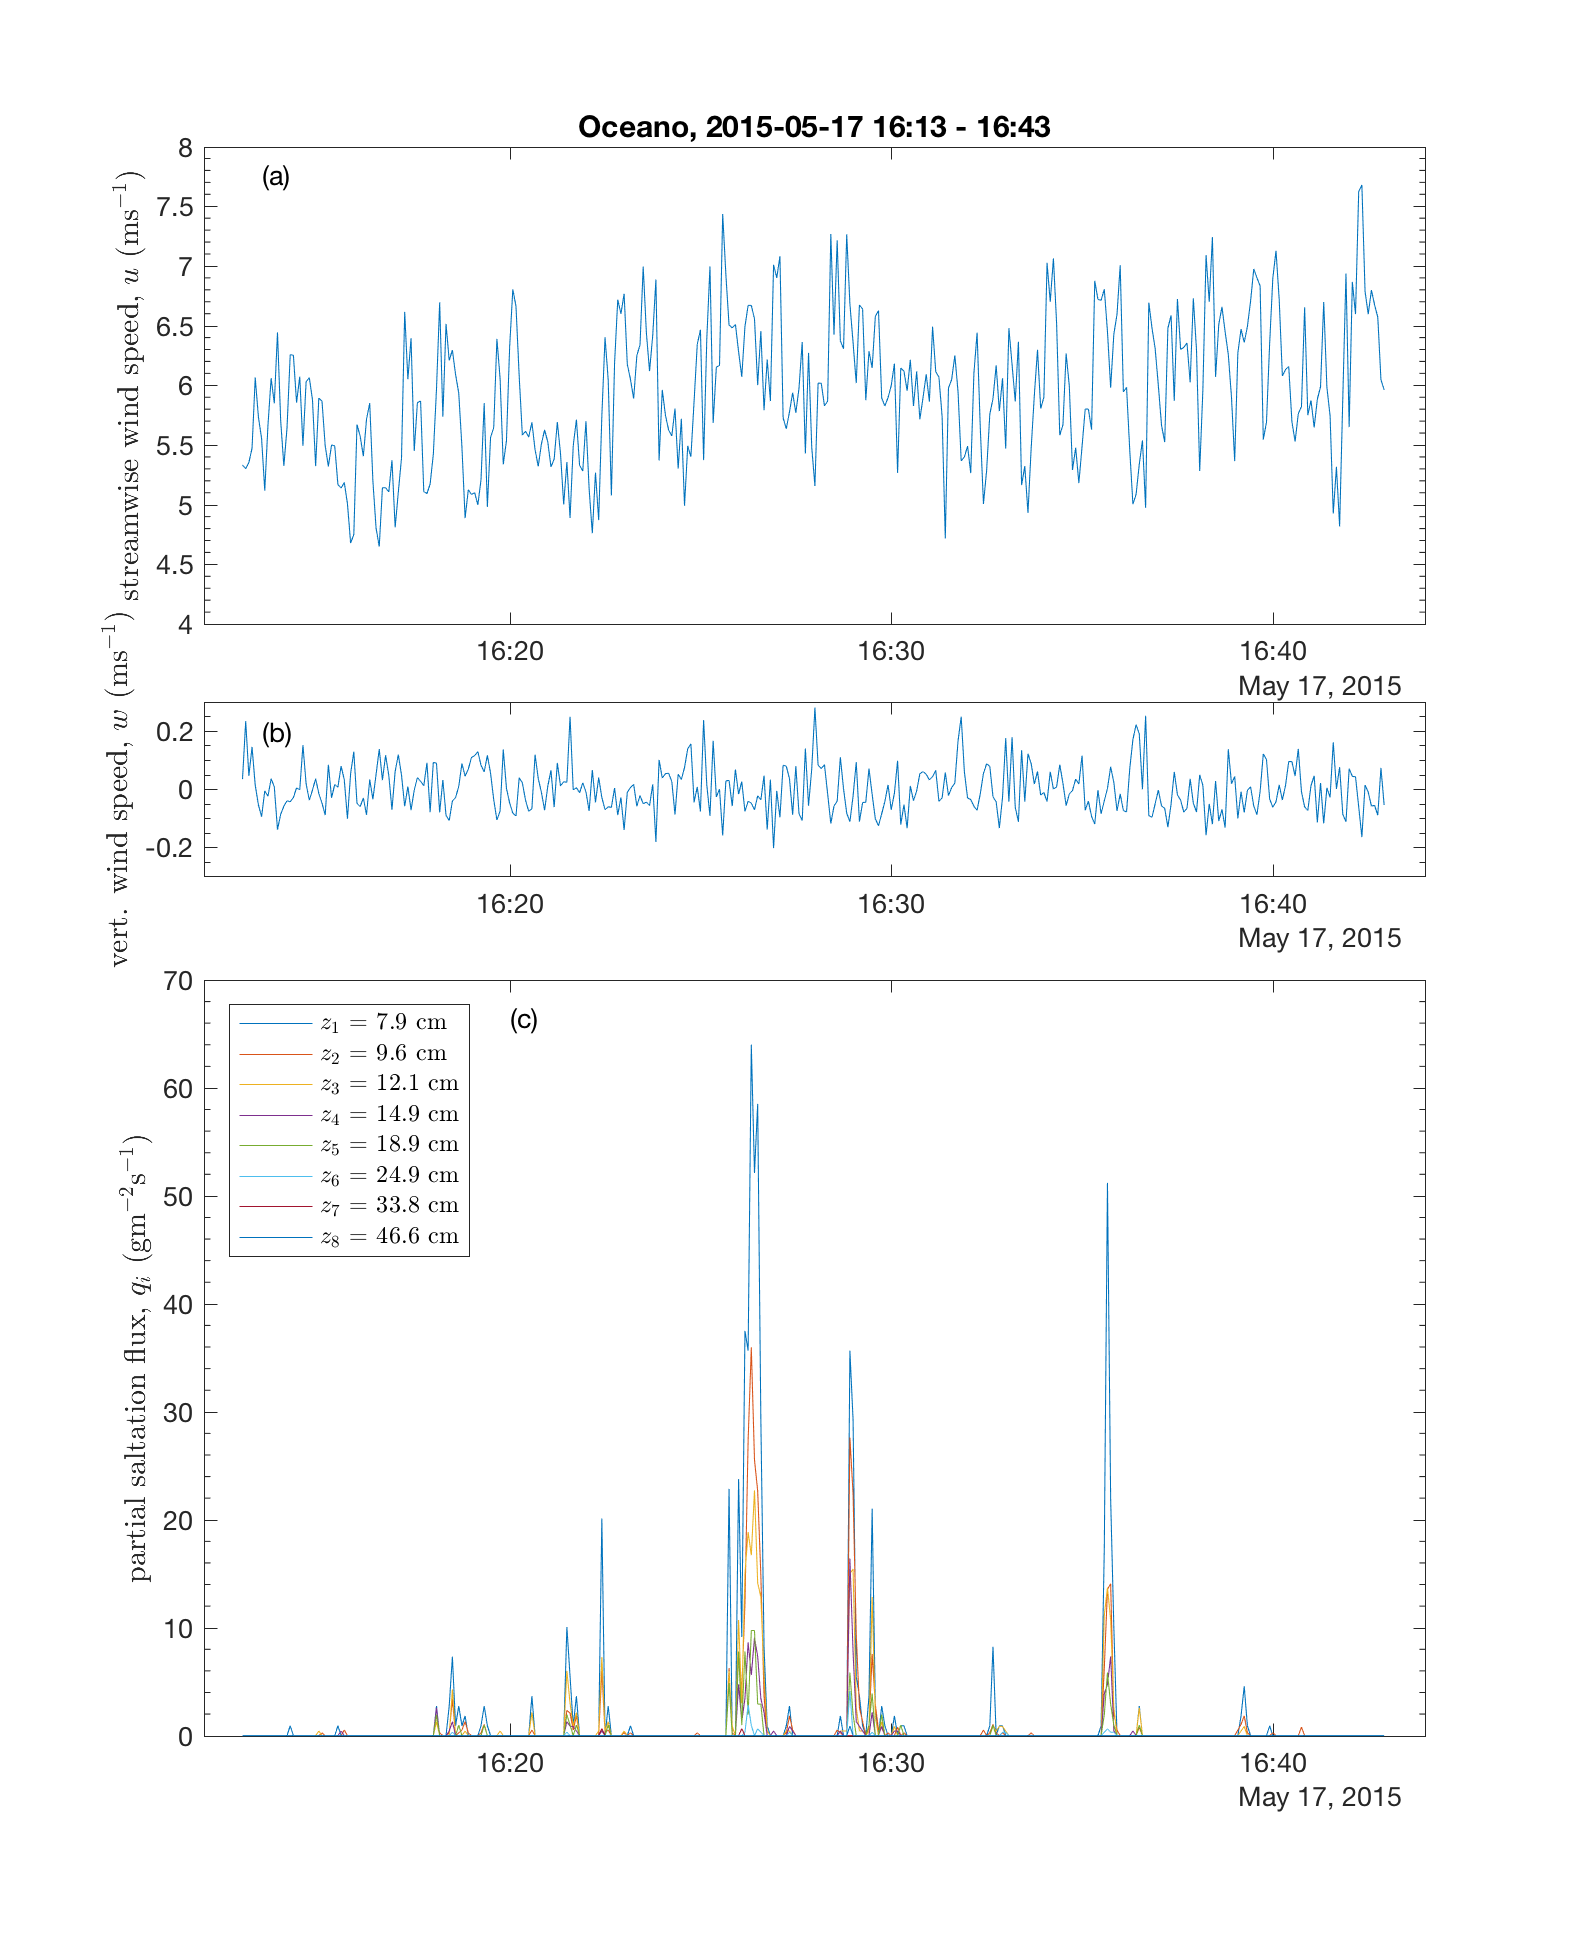 Oceano, 2015-05-17 16:13 - 16:43
(a)
streamwise wind speed, u (ms⁻¹)
8
7.5
7
6.5
6
5.5
5
4.5
4
16:20 16:30 16:40
May 17, 2015
(b)
vert. wind speed, w (ms⁻¹)
0.2
0
-0.2
16:20 16:30 16:40
May 17, 2015
(c)
partial saltation flux, qᵢ (gm⁻²s⁻¹)
70
60
50
40
30
20
10
0
z₁ = 7.9 cm
z₂ = 9.6 cm
z₃ = 12.1 cm
z₄ = 14.9 cm
z₅ = 18.9 cm
z₆ = 24.9 cm
z₇ = 33.8 cm
z₈ = 46.6 cm
16:20 16:30 16:40
May 17, 2015